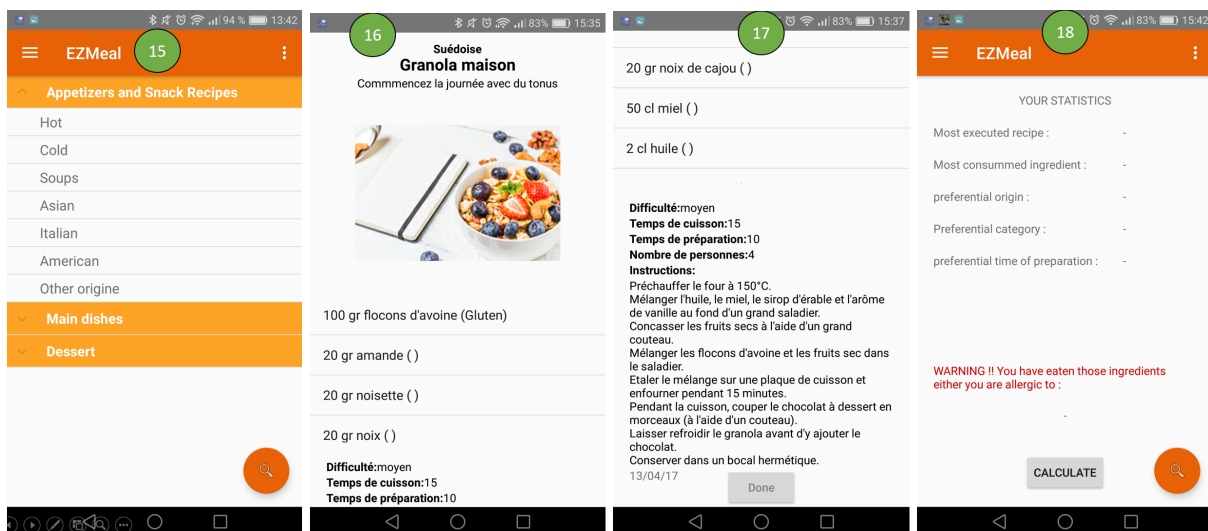 94 % 13:42
EZMeal
15
Appetizers and Snack Recipes
Hot
Cold
Soups
Asian
Italian
American
Other origine
Main dishes
Dessert
83% 15:35
16
Suédoise
Granola maison
Commmencez la journée avec du tonus
100 gr flocons d'avoine (Gluten)
20 gr amande ( )
20 gr noisette ( )
20 gr noix ( )
Difficulté:moyen
Temps de cuisson:15
Temps de préparation:10
83% 15:37
17
20 gr noix de cajou ( )
50 cl miel ( )
2 cl huile ( )
Difficulté:moyen
Temps de cuisson:15
Temps de préparation:10
Nombre de personnes:4
Instructions:
Préchauffer le four à 150°C.
Mélanger l'huile, le miel, le sirop d'érable et l'arôme
de vanille au fond d'un grand saladier.
Concasser les fruits secs à l'aide d'un grand
couteau.
Mélanger les flocons d'avoine et les fruits sec dans
le saladier.
Etaler le mélange sur une plaque de cuisson et
enfourner pendant 15 minutes.
Pendant la cuisson, couper le chocolat à dessert en
morceaux (à l'aide d'un couteau).
Laisser refroidir le granola avant d'y ajouter le
chocolat.
Conserver dans un bocal hermétique.
13/04/17
Done
83% 15:42
18
EZMeal
YOUR STATISTICS
Most executed recipe : -
Most consummed ingredient : -
preferential origin : -
Preferential category : -
preferential time of preparation : -
WARNING !! You have eaten those ingredients
either you are allergic to :
-
CALCULATE